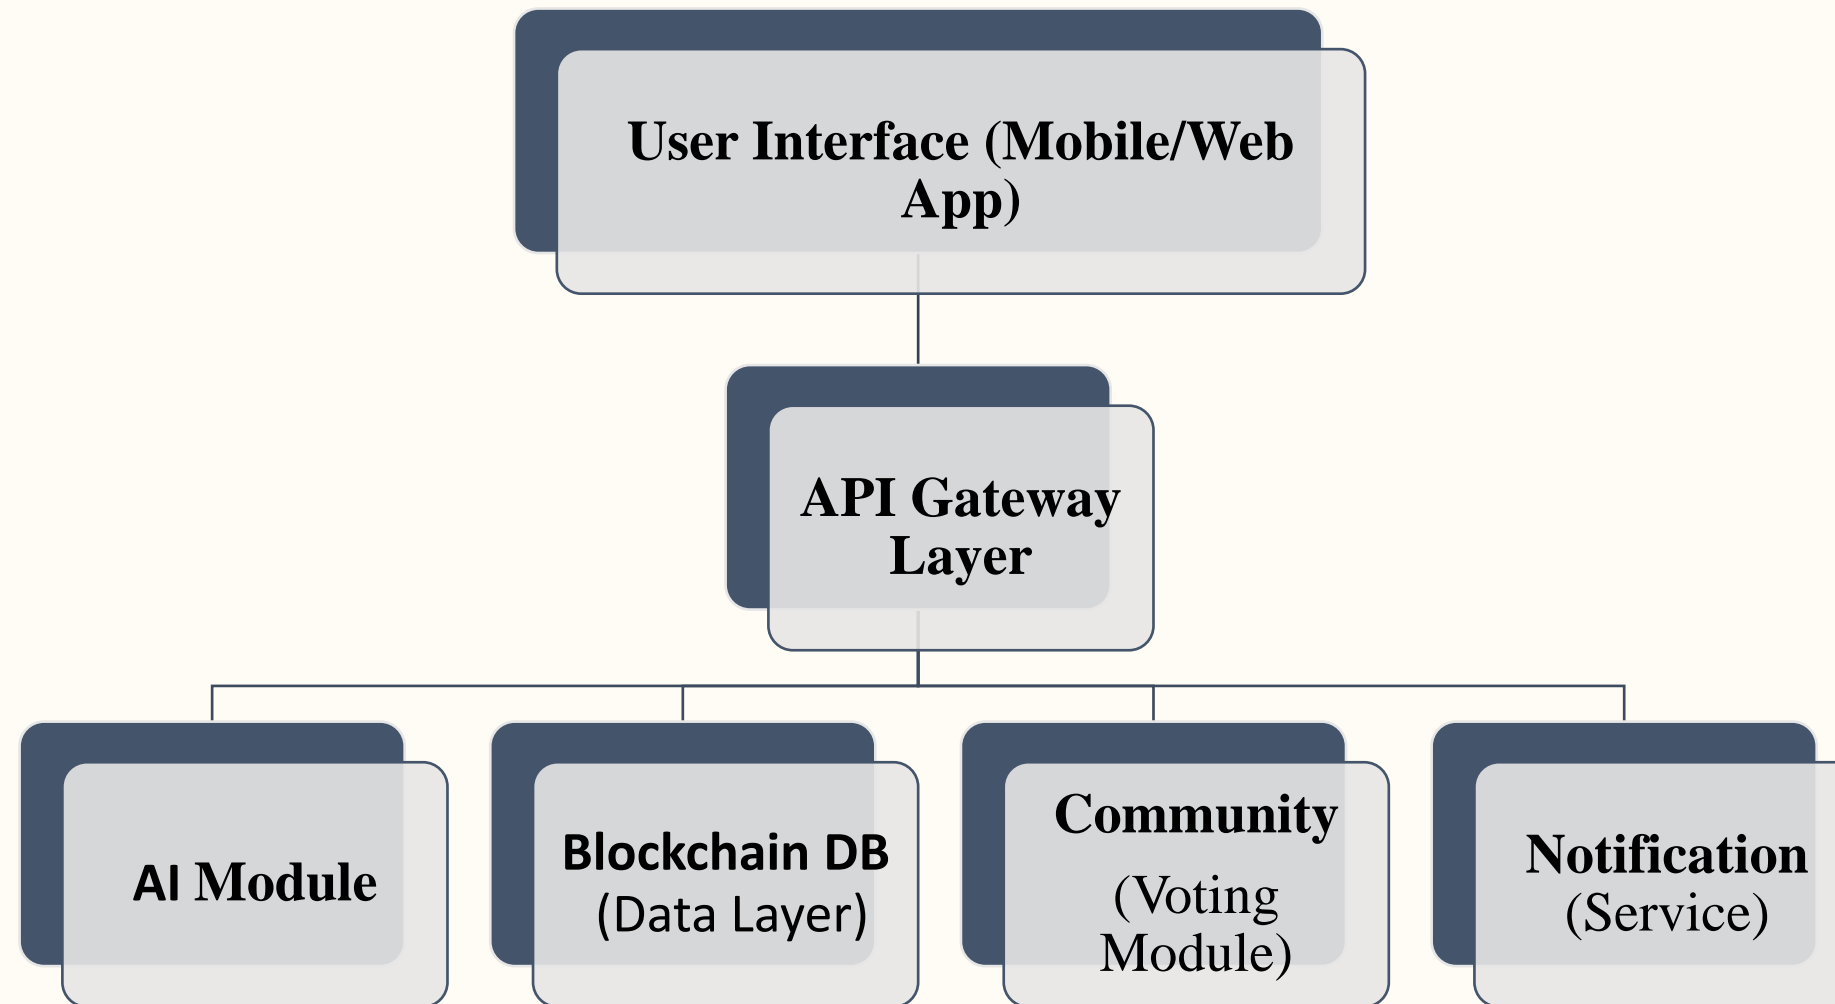 User Interface (Mobile/Web
App)
API Gateway
Layer
AI Module
Blockchain DB
(Data Layer)
Community
(Voting
Module)
Notification
(Service)